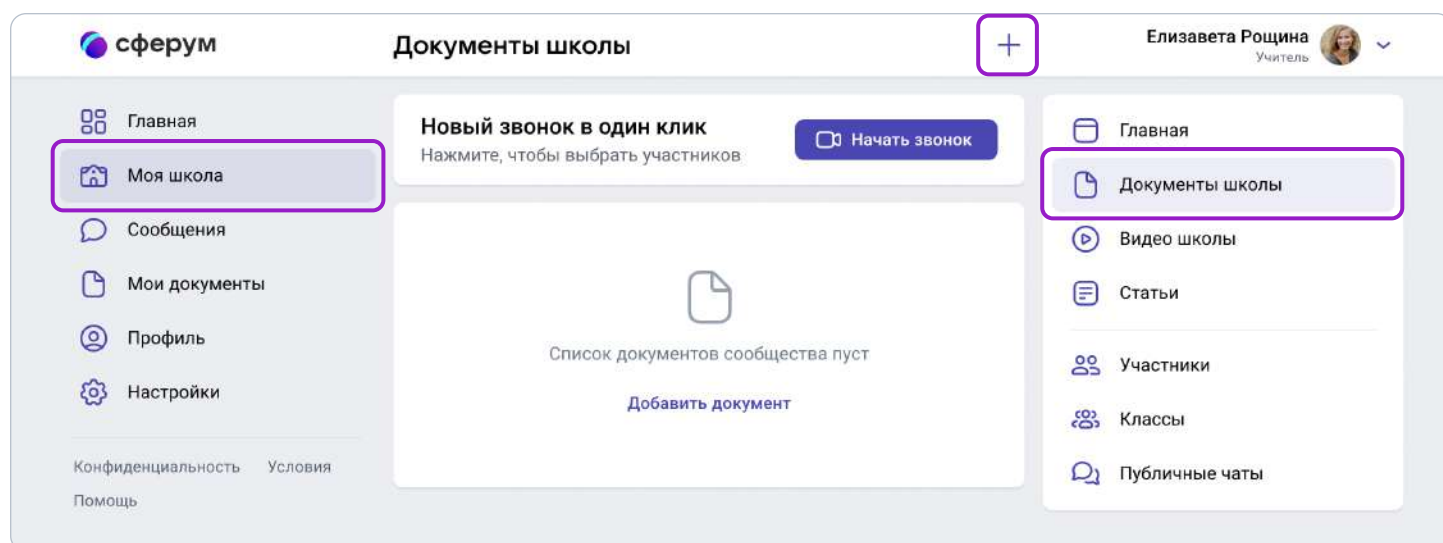 сферум
Документы школы
Елизавета Рощина
Учитель
Главная
Моя школа
Сообщения
Мои документы
Профиль
Настройки
Конфиденциальность Условия
Помощь
Новый звонок в один клик
Нажмите, чтобы выбрать участников
Начать звонок
Список документов сообщества пуст
Добавить документ
Главная
Документы школы
Видео школы
Статьи
Участники
Классы
Публичные чаты